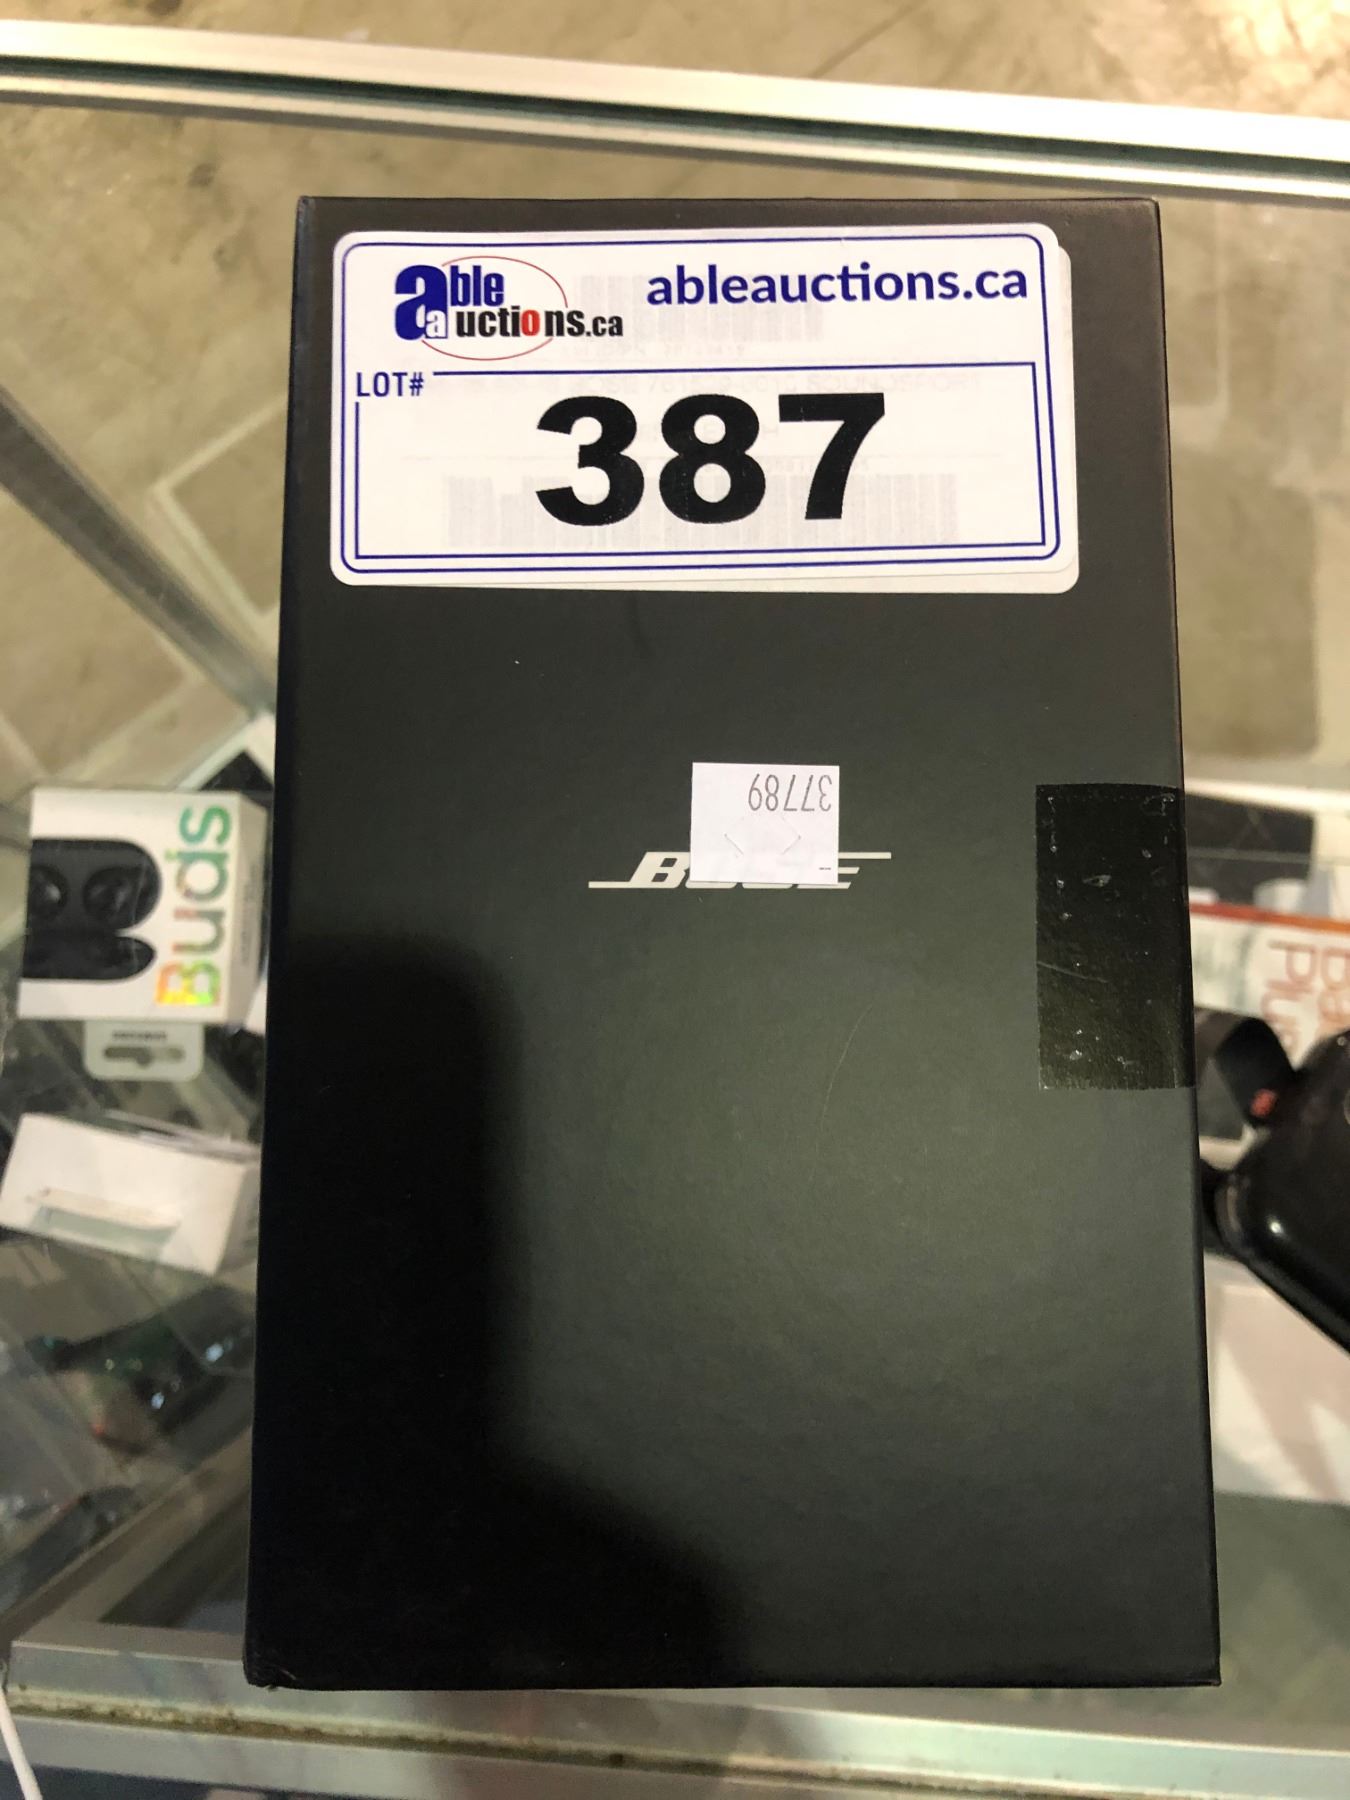 able auctions.ca
ableauctions.ca
LOT#
387
37789
BOSE
Buds